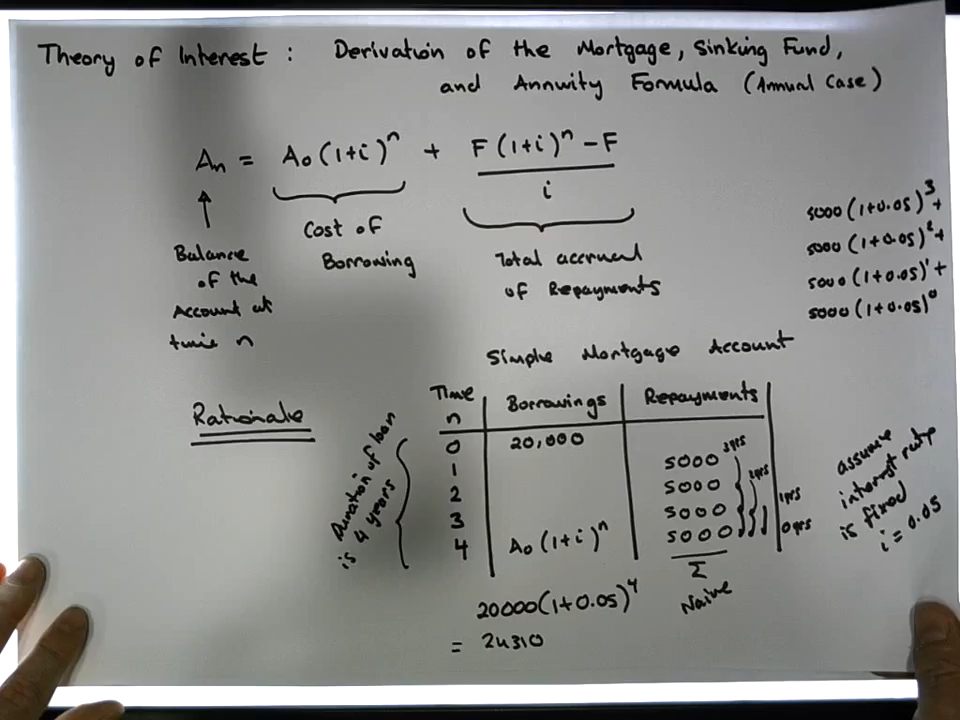 Theory of Interest : Derivation of the Mortgage, Sinking Fund,
and Annuity Formula (Annual Case)
An = A0(1+i)^n + F(1+i)^n - F
i
Cost of
Borrowing
Total accrual
of Repayments
Balance
of the
Account at
time n
5000(1+0.05)^3 +
5000(1+0.05)^2 +
5000(1+0.05)^1 +
5000(1+0.05)^0
Simple Mortgage Account
Rationale
Duration of loan
is 4 years
Time
n Borrowings Repayments
0 20,000
1 5000 3yrs
2 5000 2yrs
3 5000 1yrs
4 A0(1+i)^n 5000 0yrs
Σ
Naive
20000(1+0.05)^4
= 24310
assume
interest rate
is fixed
i = 0.05